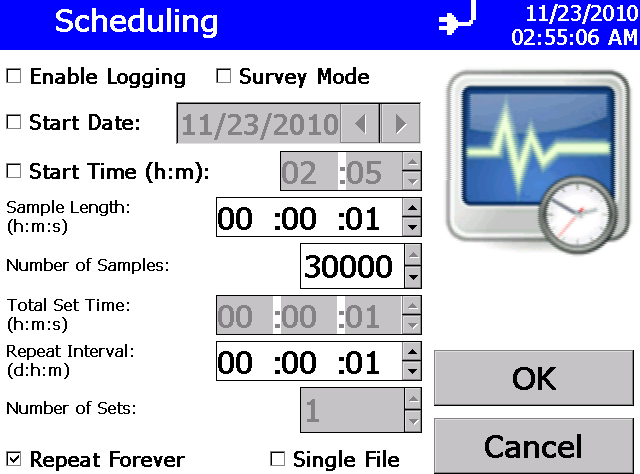 Scheduling
11/23/2010
02:55:06 AM
Enable Logging Survey Mode
Start Date: 11/23/2010
Start Time (h:m): 02 :05
Sample Length:
(h:m:s)
00 :00 :01
Number of Samples: 30000
Total Set Time:
(h:m:s)
00 :00 :01
Repeat Interval:
(d:h:m)
00 :00 :01
OK
Number of Sets: 1
Cancel
Repeat Forever Single File